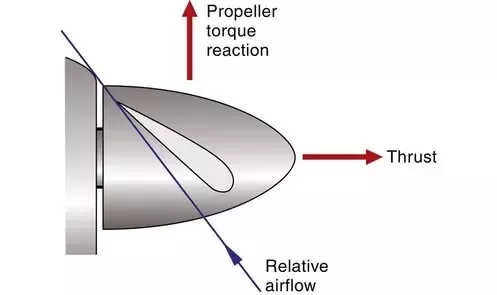 Propeller
torque
reaction
Thrust
Relative
airflow